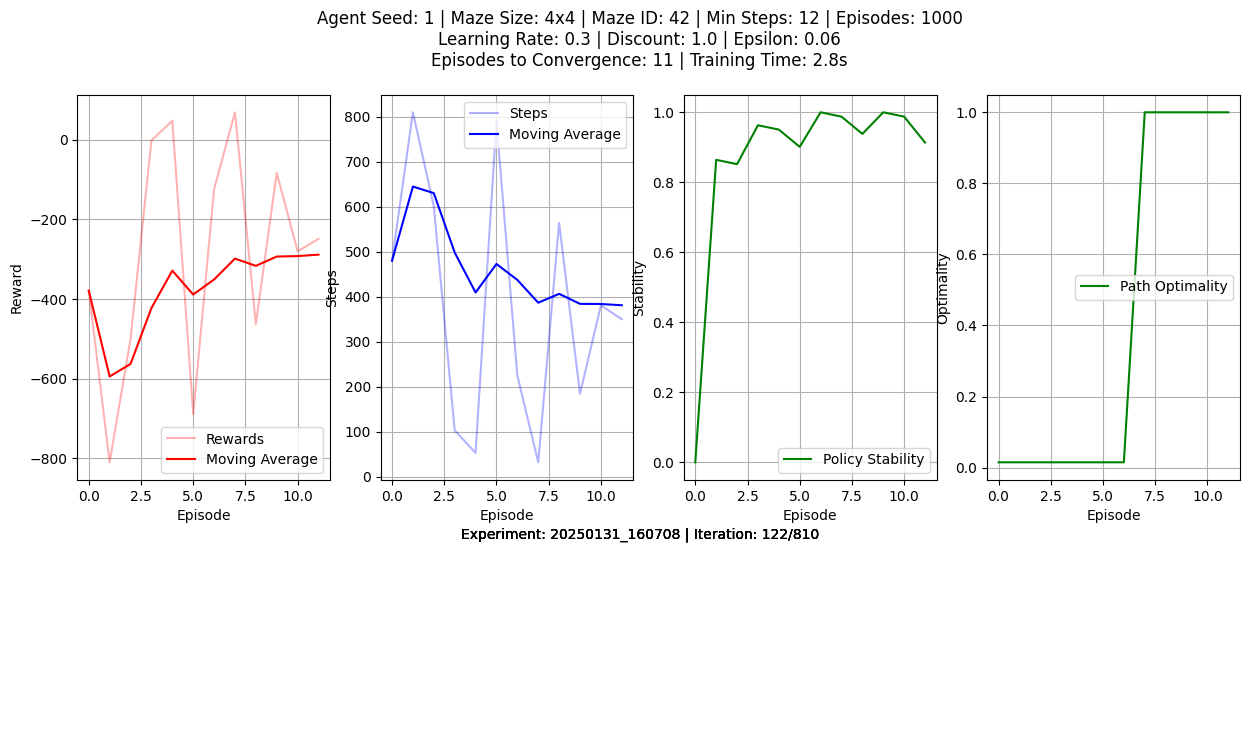 Agent Seed: 1 | Maze Size: 4x4 | Maze ID: 42 | Min Steps: 12 | Episodes: 1000
Learning Rate: 0.3 | Discount: 1.0 | Epsilon: 0.06
Episodes to Convergence: 11 | Training Time: 2.8s
Reward
0
−200
−400
−600
−800
0.0 2.5 5.0 7.5 10.0
Episode
Rewards
Moving Average
Steps
800
700
600
500
400
300
200
100
0
0.0 2.5 5.0 7.5 10.0
Episode
Steps
Moving Average
Stability
1.0
0.8
0.6
0.4
0.2
0.0
0.0 2.5 5.0 7.5 10.0
Episode
Policy Stability
Optimality
1.0
0.8
0.6
0.4
0.2
0.0
0.0 2.5 5.0 7.5 10.0
Episode
Path Optimality
Experiment: 20250131_160708 | Iteration: 122/810